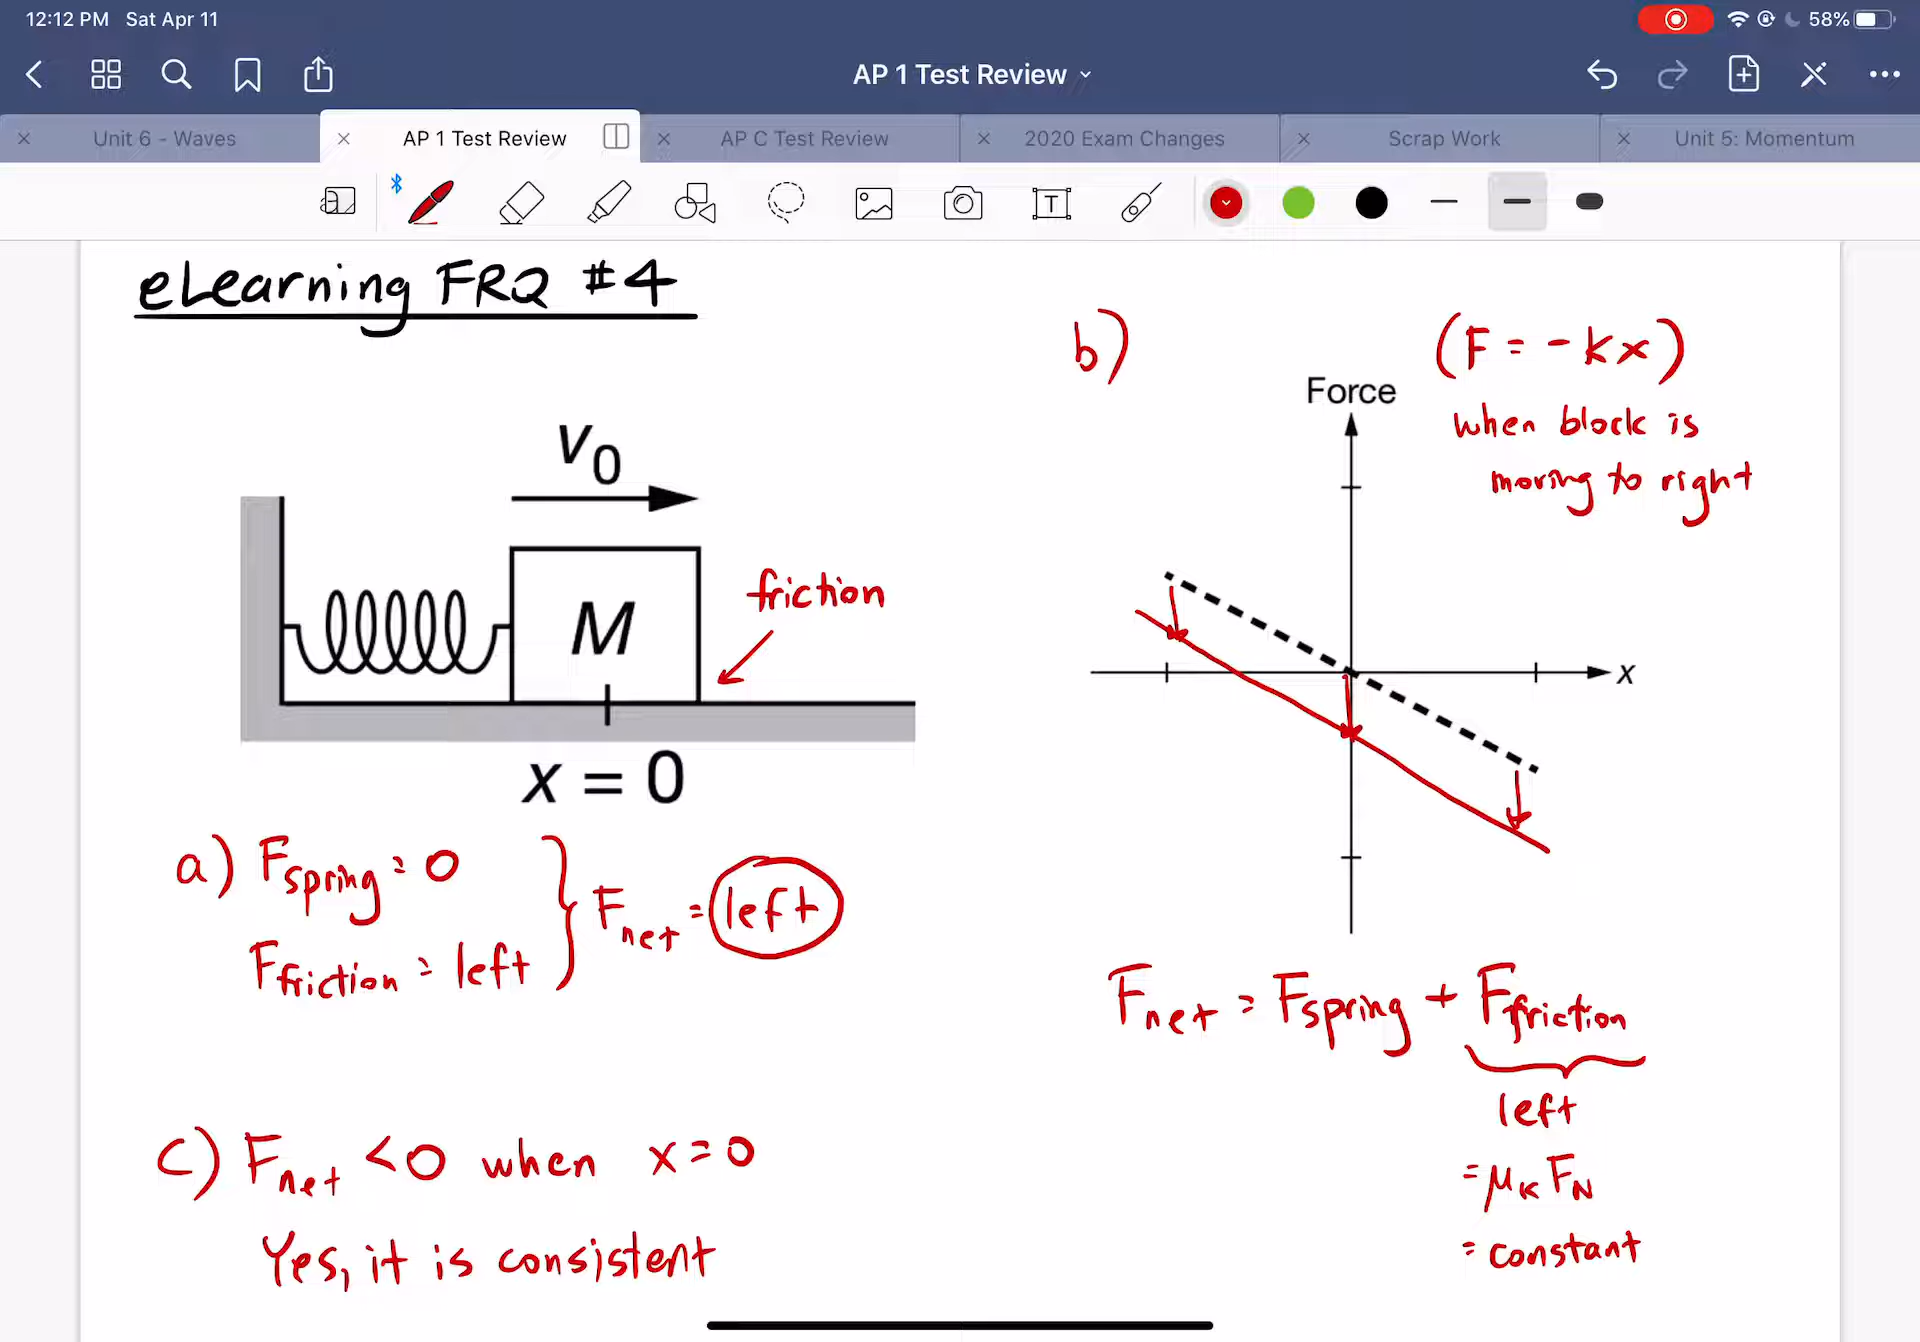 12:12 PM Sat Apr 11
58%
AP 1 Test Review
Unit 6 - Waves
AP 1 Test Review
AP C Test Review
2020 Exam Changes
Scrap Work
Unit 5: Momentum
eLearning FRQ #4
v0
M
friction
x = 0
a) Fspring = 0
Ffriction = left
Fnet = left
c) Fnet <0 when x=0
Yes, it is consistent
b)
(F = -kx)
when block is
moving to right
Force
x
Fnet = Fspring + Ffriction
left
= μK FN
= constant